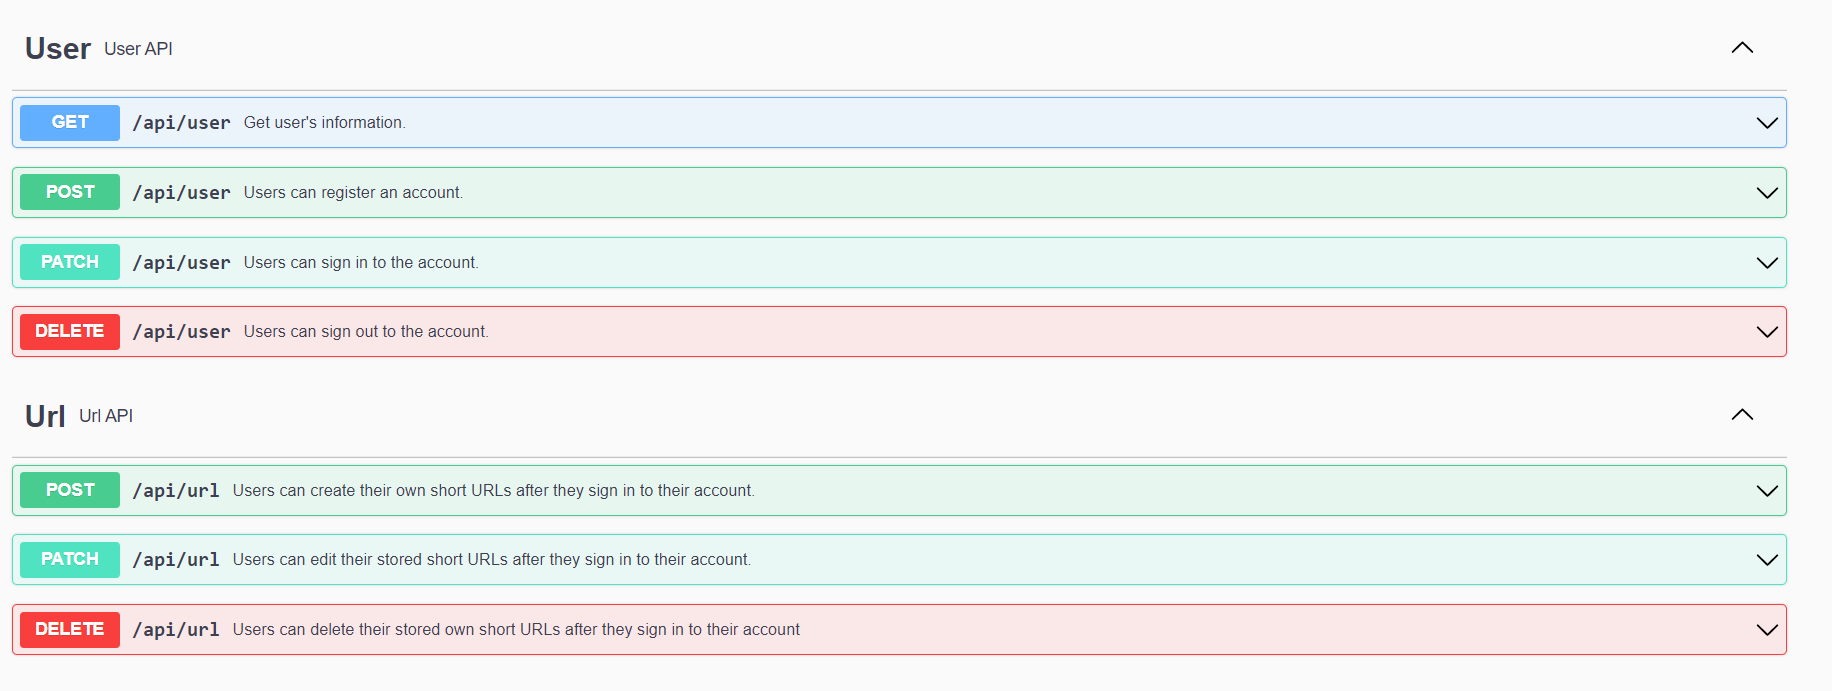 User User API
GET /api/user Get user's information.
POST /api/user Users can register an account.
PATCH /api/user Users can sign in to the account.
DELETE /api/user Users can sign out to the account.
Url Url API
POST /api/url Users can create their own short URLs after they sign in to their account.
PATCH /api/url Users can edit their stored short URLs after they sign in to their account.
DELETE /api/url Users can delete their stored own short URLs after they sign in to their account